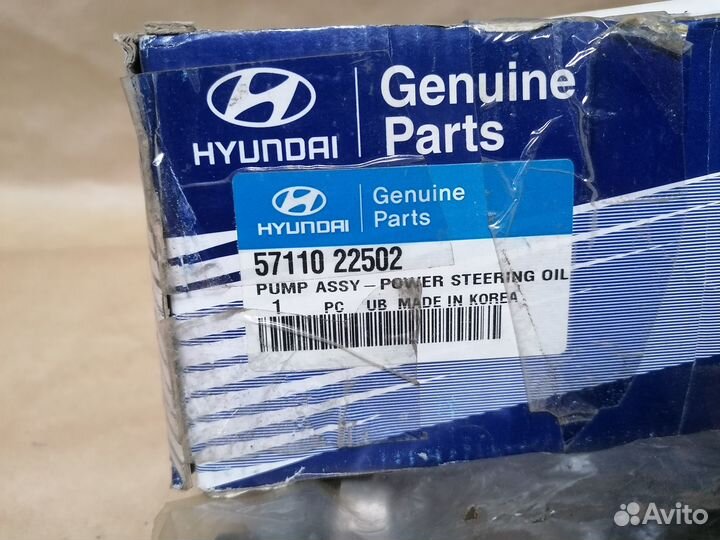 HYUNDAI
Genuine
Parts
HYUNDAI
Genuine
Parts
57110 22502
PUMP ASSY-POWER STEERING OIL
1 PC UB MADE IN KOREA
Avito